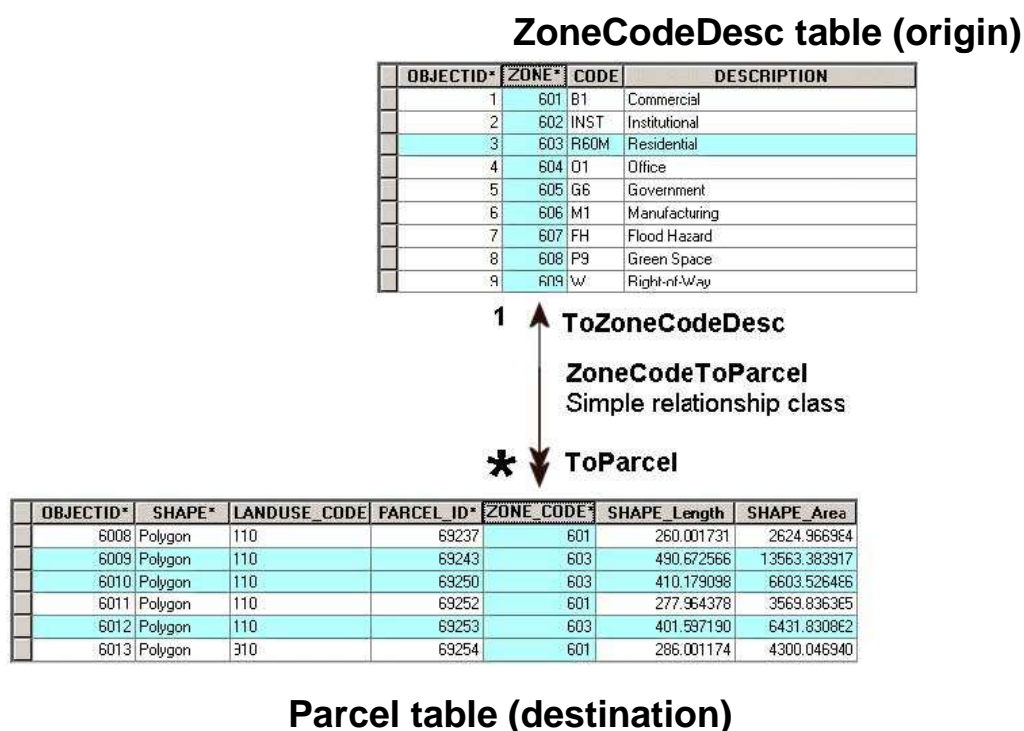 ZoneCodeDesc table (origin)
OBJECTID* ZONE* CODE DESCRIPTION
1 601 B1 Commercial
2 602 INST Institutional
3 603 R60M Residential
4 604 O1 Office
5 605 G6 Government
6 606 M1 Manufacturing
7 607 FH Flood Hazard
8 608 P9 Green Space
9 609 W Right-of-Way
1 ToZoneCodeDesc
ZoneCodeToParcel
Simple relationship class
* ToParcel
OBJECTID* SHAPE* LANDUSE_CODE PARCEL_ID* ZONE_CODE* SHAPE_Length SHAPE_Area
6008 Polygon 110 69237 601 260.001731 2624.966984
6009 Polygon 110 69243 603 490.672566 13563.383917
6010 Polygon 110 69250 603 410.179098 6603.526486
6011 Polygon 110 69252 601 277.964378 3569.836385
6012 Polygon 110 69253 603 401.597190 6431.830882
6013 Polygon 310 69254 601 286.001174 4300.046940
Parcel table (destination)